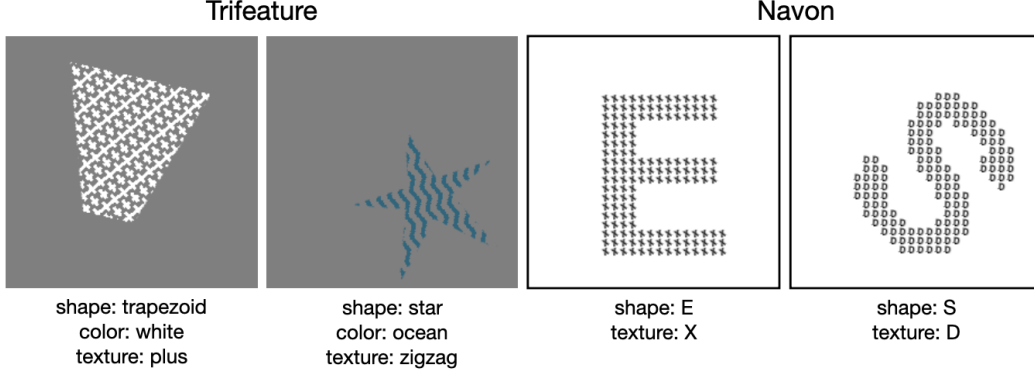 Trifeature
Navon
shape: trapezoid
color: white
texture: plus
shape: star
color: ocean
texture: zigzag
shape: E
texture: X
shape: S
texture: D